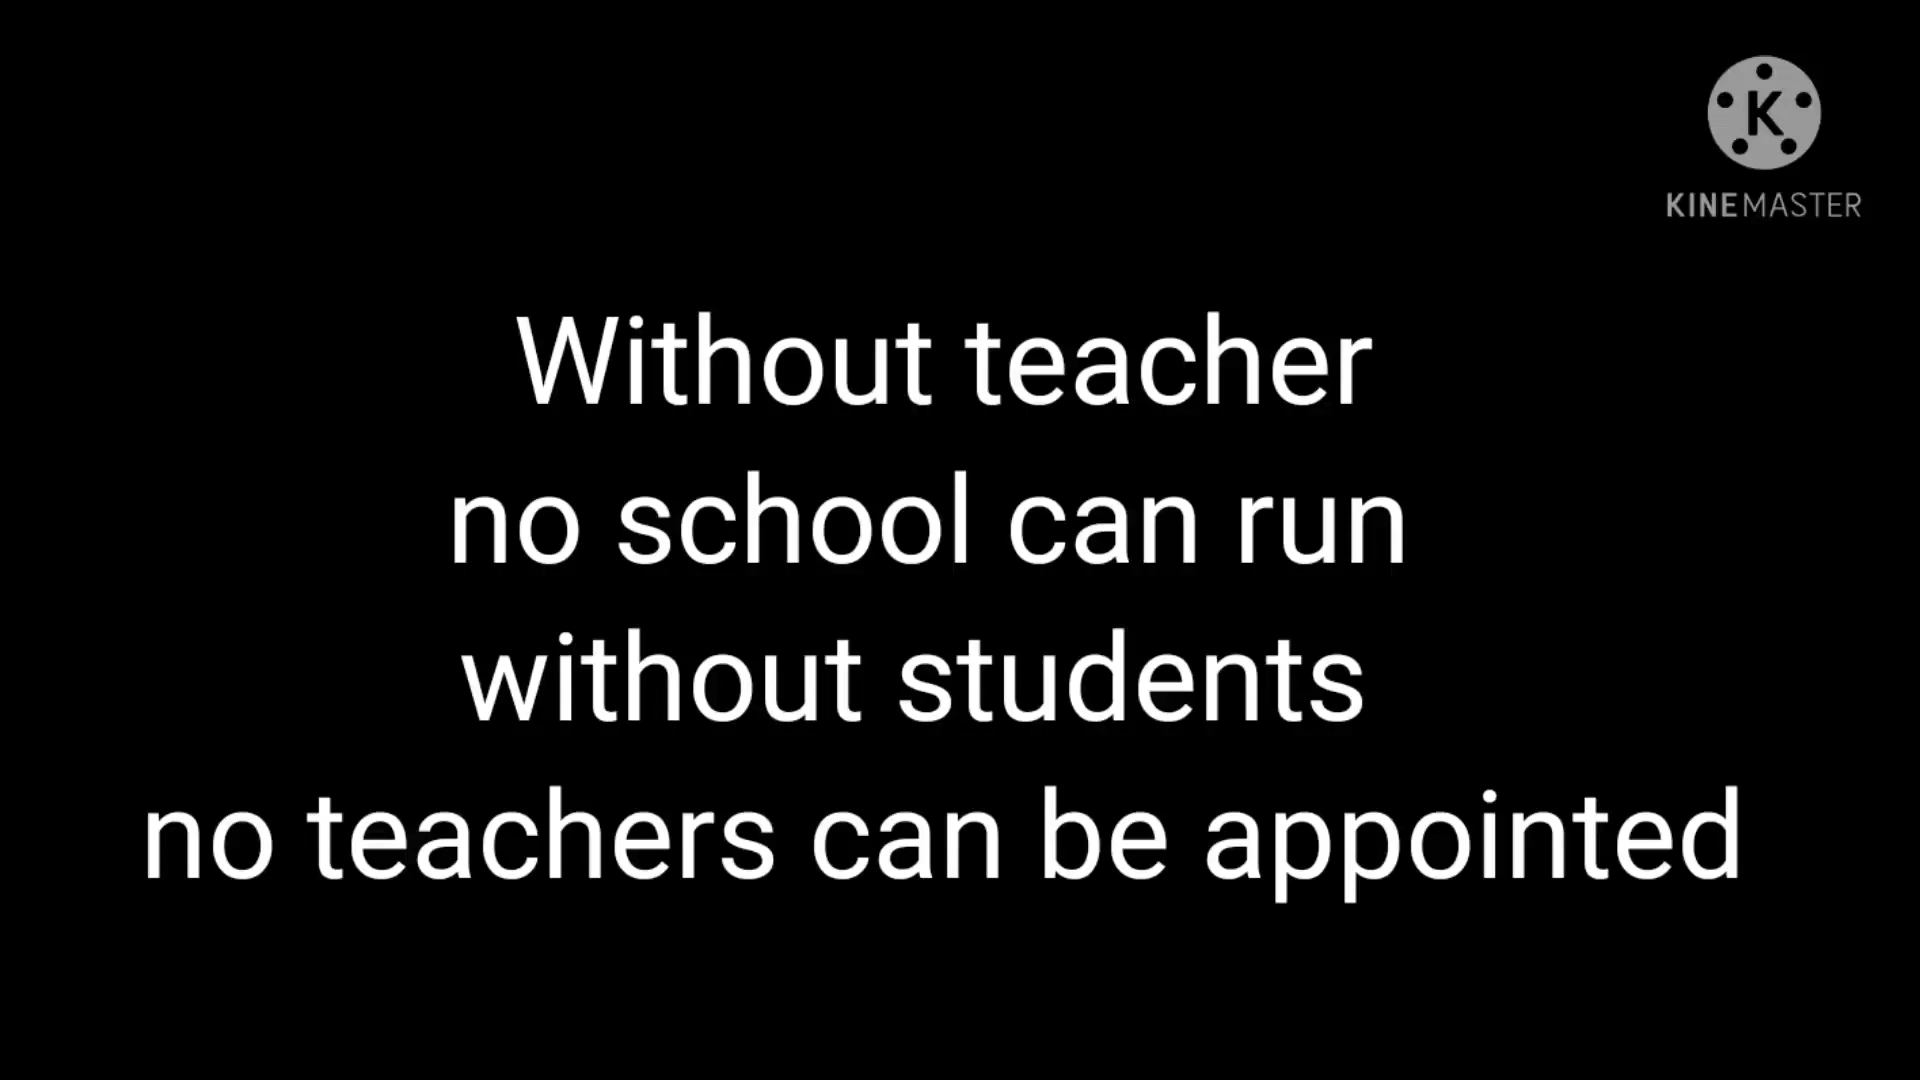 K
KINEMASTER
Without teacher
no school can run
without students
no teachers can be appointed